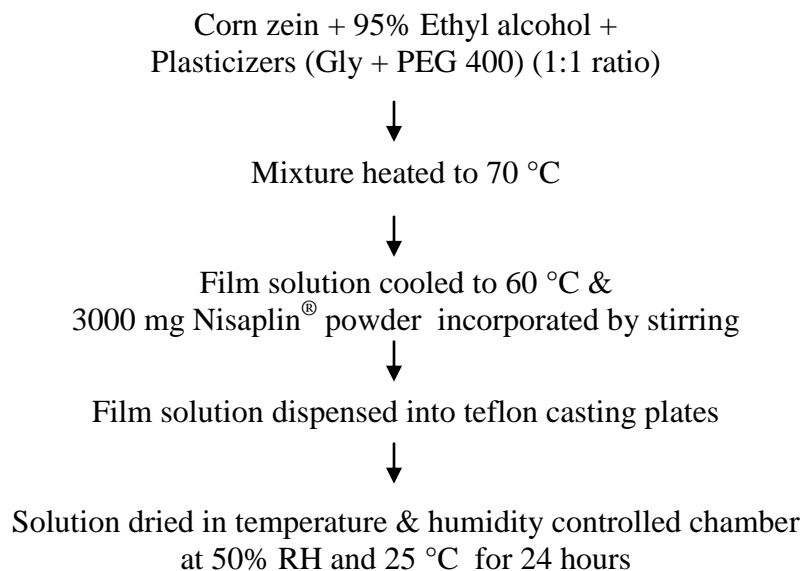 Corn zein + 95% Ethyl alcohol +
Plasticizers (Gly + PEG 400) (1:1 ratio)
Mixture heated to 70 °C
Film solution cooled to 60 °C &
3000 mg Nisaplin® powder incorporated by stirring
Film solution dispensed into teflon casting plates
Solution dried in temperature & humidity controlled chamber
at 50% RH and 25 °C for 24 hours